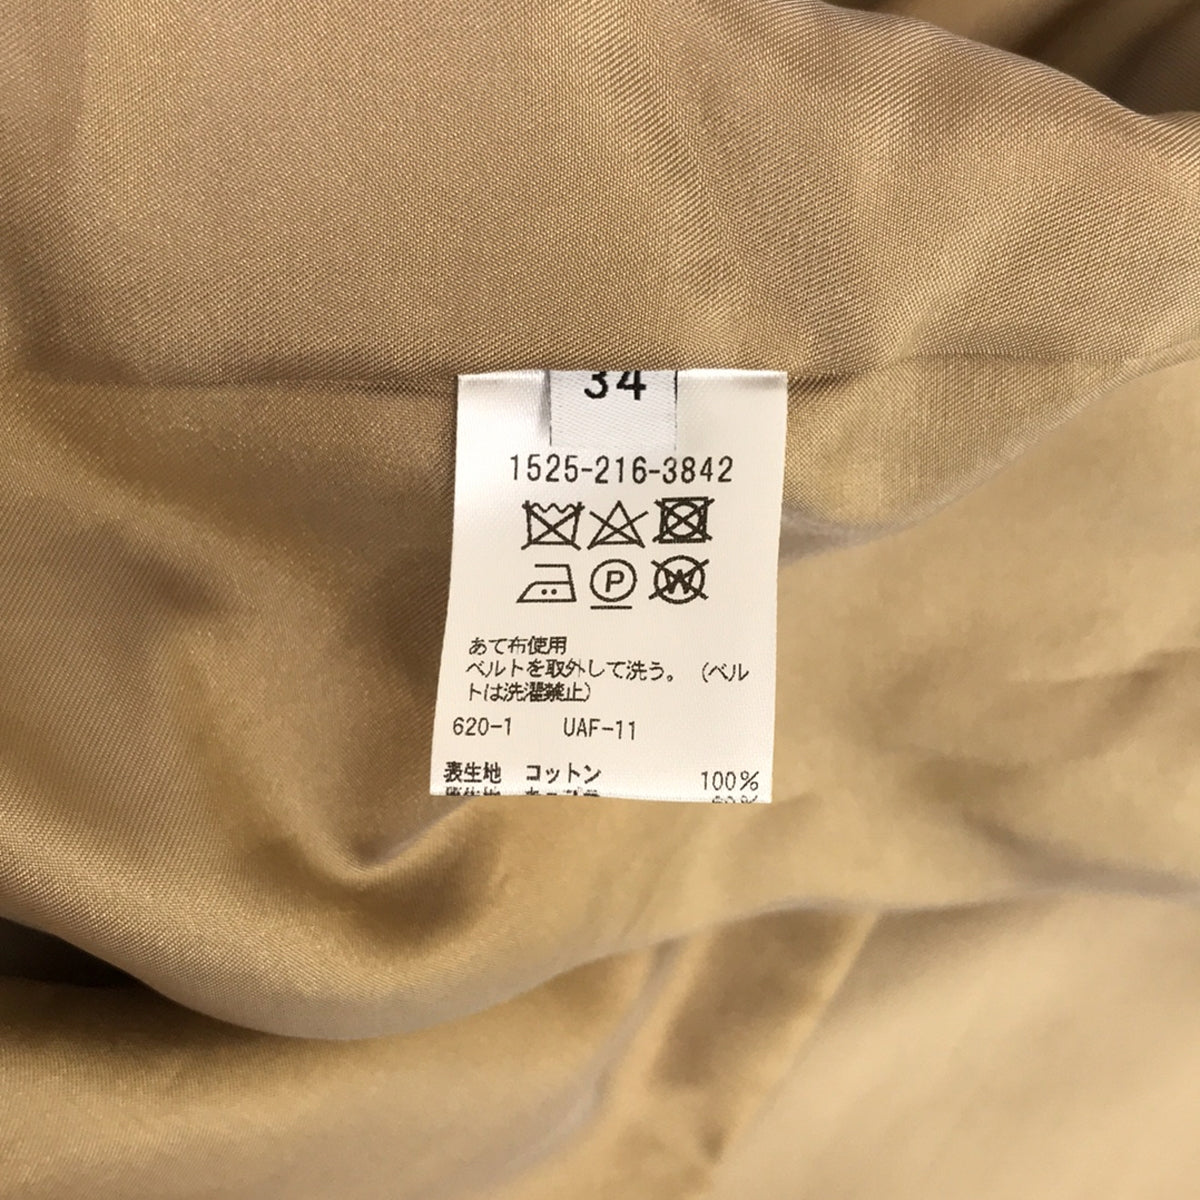 34
1525-216-3842
P W
あて布使用
ベルトを取外して洗う。（ベル
トは洗濯禁止）
620-1 UAF-11
表生地 コットン 100%